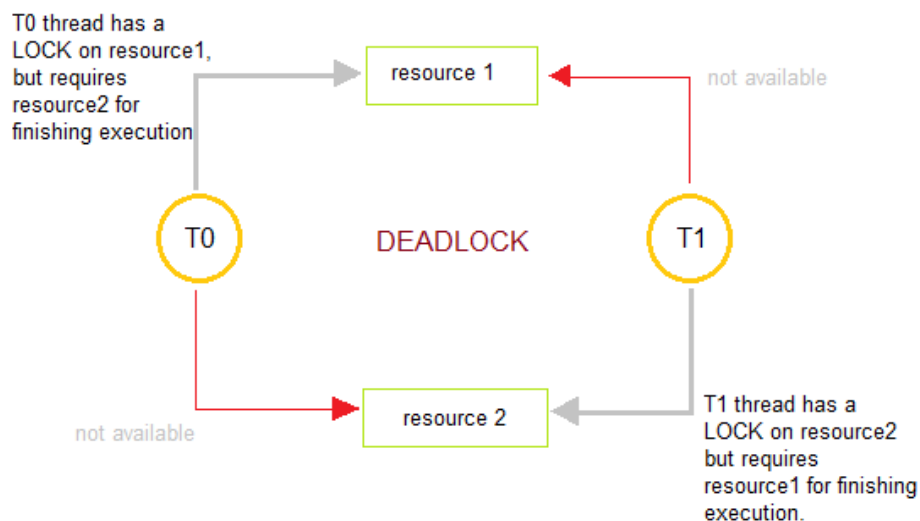 T0 thread has a
LOCK on resource1,
but requires
resource2 for
finishing execution
resource 1
not available
T0
DEADLOCK
T1
not available
resource 2
T1 thread has a
LOCK on resource2
but requires
resource1 for finishing
execution.